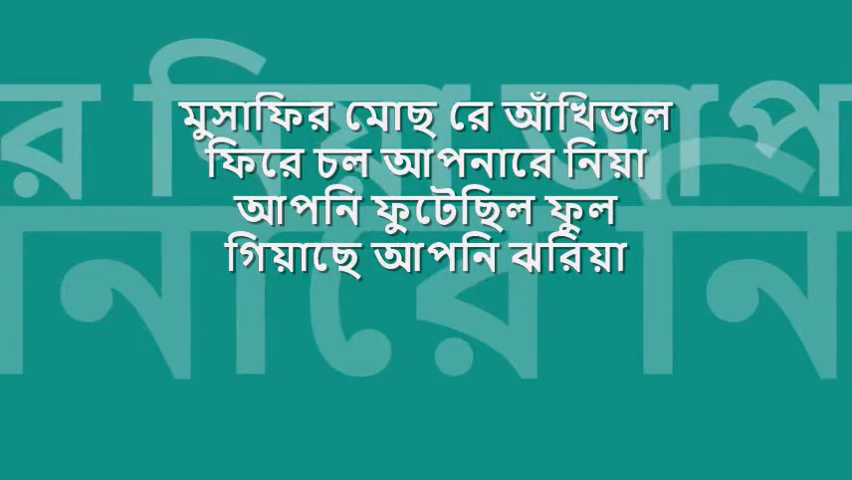 মুসাফির মোছ রে আঁখিজল
ফিরে চল আপনারে নিয়া
আপনি ফুটেছিল ফুল
গিয়াছে আপনি ঝরিয়া